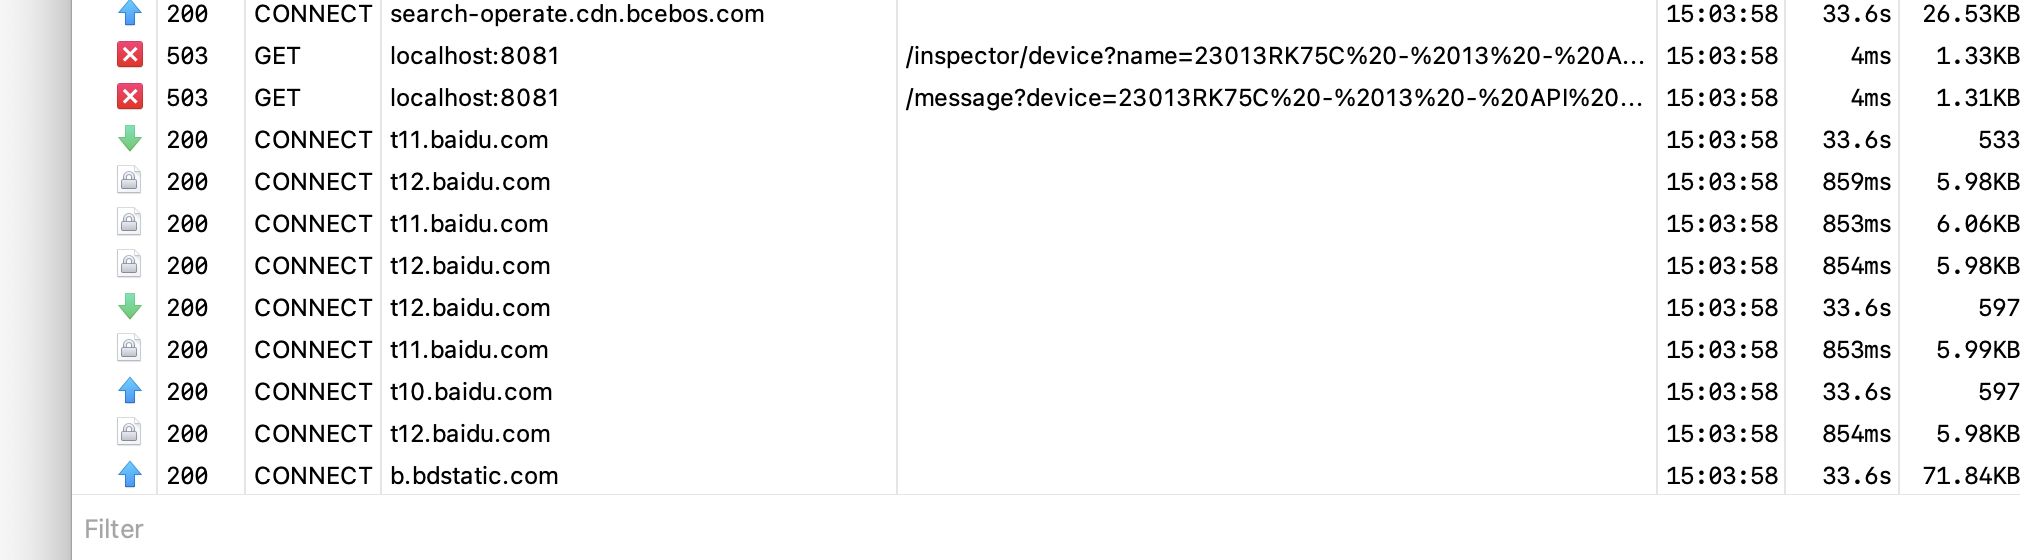 200 CONNECT search-operate.cdn.bcebos.com 15:03:58 33.6s 26.53KB
503 GET localhost:8081 /inspector/device?name=23013RK75C%20-%2013%20-%20A... 15:03:58 4ms 1.33KB
503 GET localhost:8081 /message?device=23013RK75C%20-%2013%20-%20API%20... 15:03:58 4ms 1.31KB
200 CONNECT t11.baidu.com 15:03:58 33.6s 533
200 CONNECT t12.baidu.com 15:03:58 859ms 5.98KB
200 CONNECT t11.baidu.com 15:03:58 853ms 6.06KB
200 CONNECT t12.baidu.com 15:03:58 854ms 5.98KB
200 CONNECT t12.baidu.com 15:03:58 33.6s 597
200 CONNECT t11.baidu.com 15:03:58 853ms 5.99KB
200 CONNECT t10.baidu.com 15:03:58 33.6s 597
200 CONNECT t12.baidu.com 15:03:58 854ms 5.98KB
200 CONNECT b.bdstatic.com 15:03:58 33.6s 71.84KB
Filter